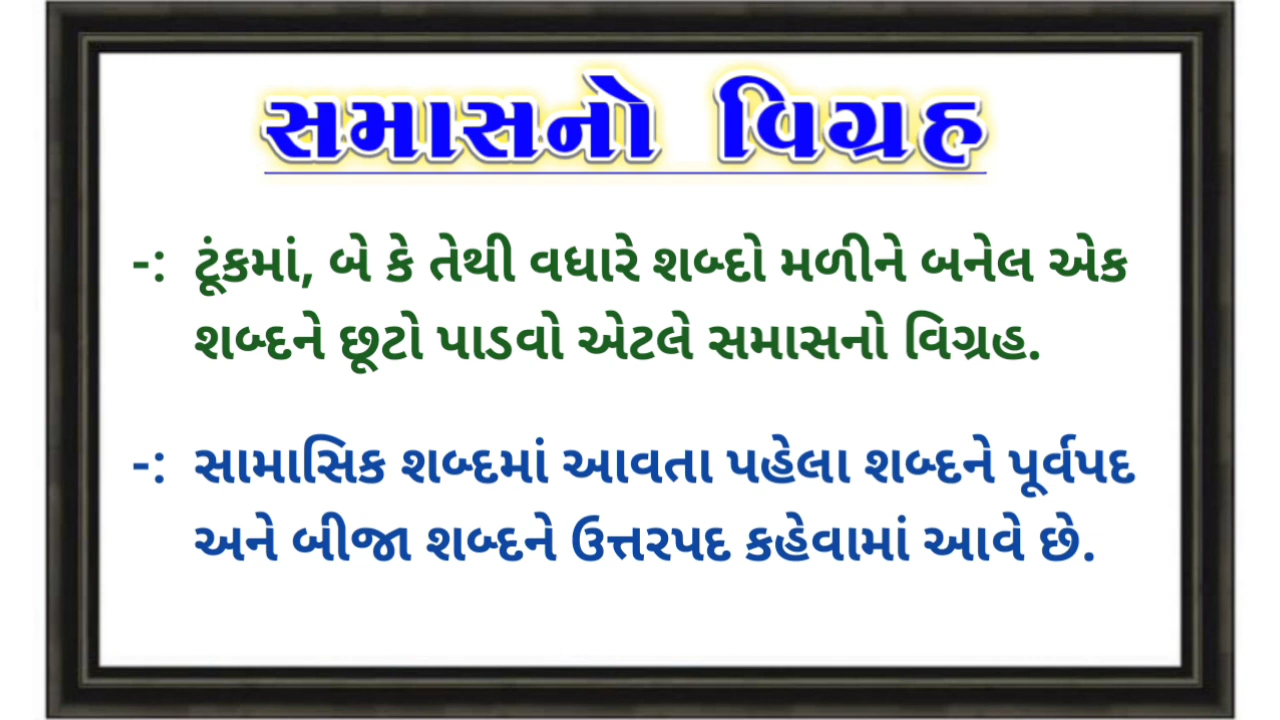 સમાસનો વિગ્રહ
-: ટૂંકમાં, બે કે તેથી વધારે શબ્દો મળીને બનેલ એક
શબ્દને છૂટો પાડવો એટલે સમાસનો વિગ્રહ.
-: સામાસિક શબ્દમાં આવતા પહેલા શબ્દને પૂર્વપદ
અને બીજા શબ્દને ઉત્તરપદ કહેવામાં આવે છે.